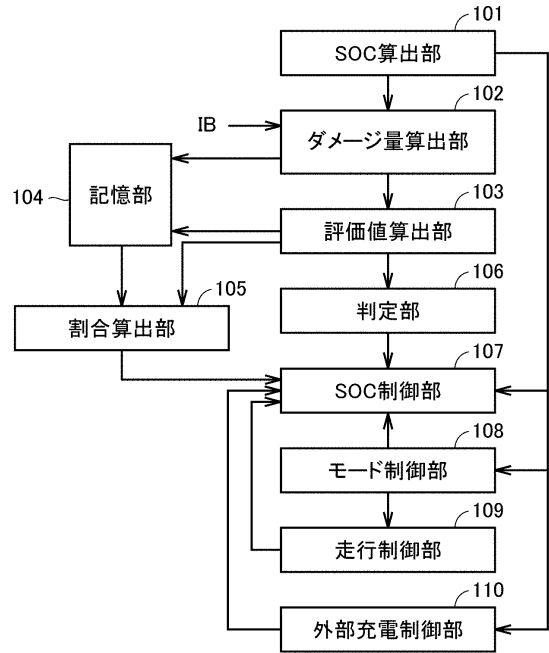 101
SOC算出部
102
IB
ダメージ量算出部
104
記憶部
103
評価値算出部
105
割合算出部
106
判定部
107
SOC制御部
108
モード制御部
109
走行制御部
110
外部充電制御部